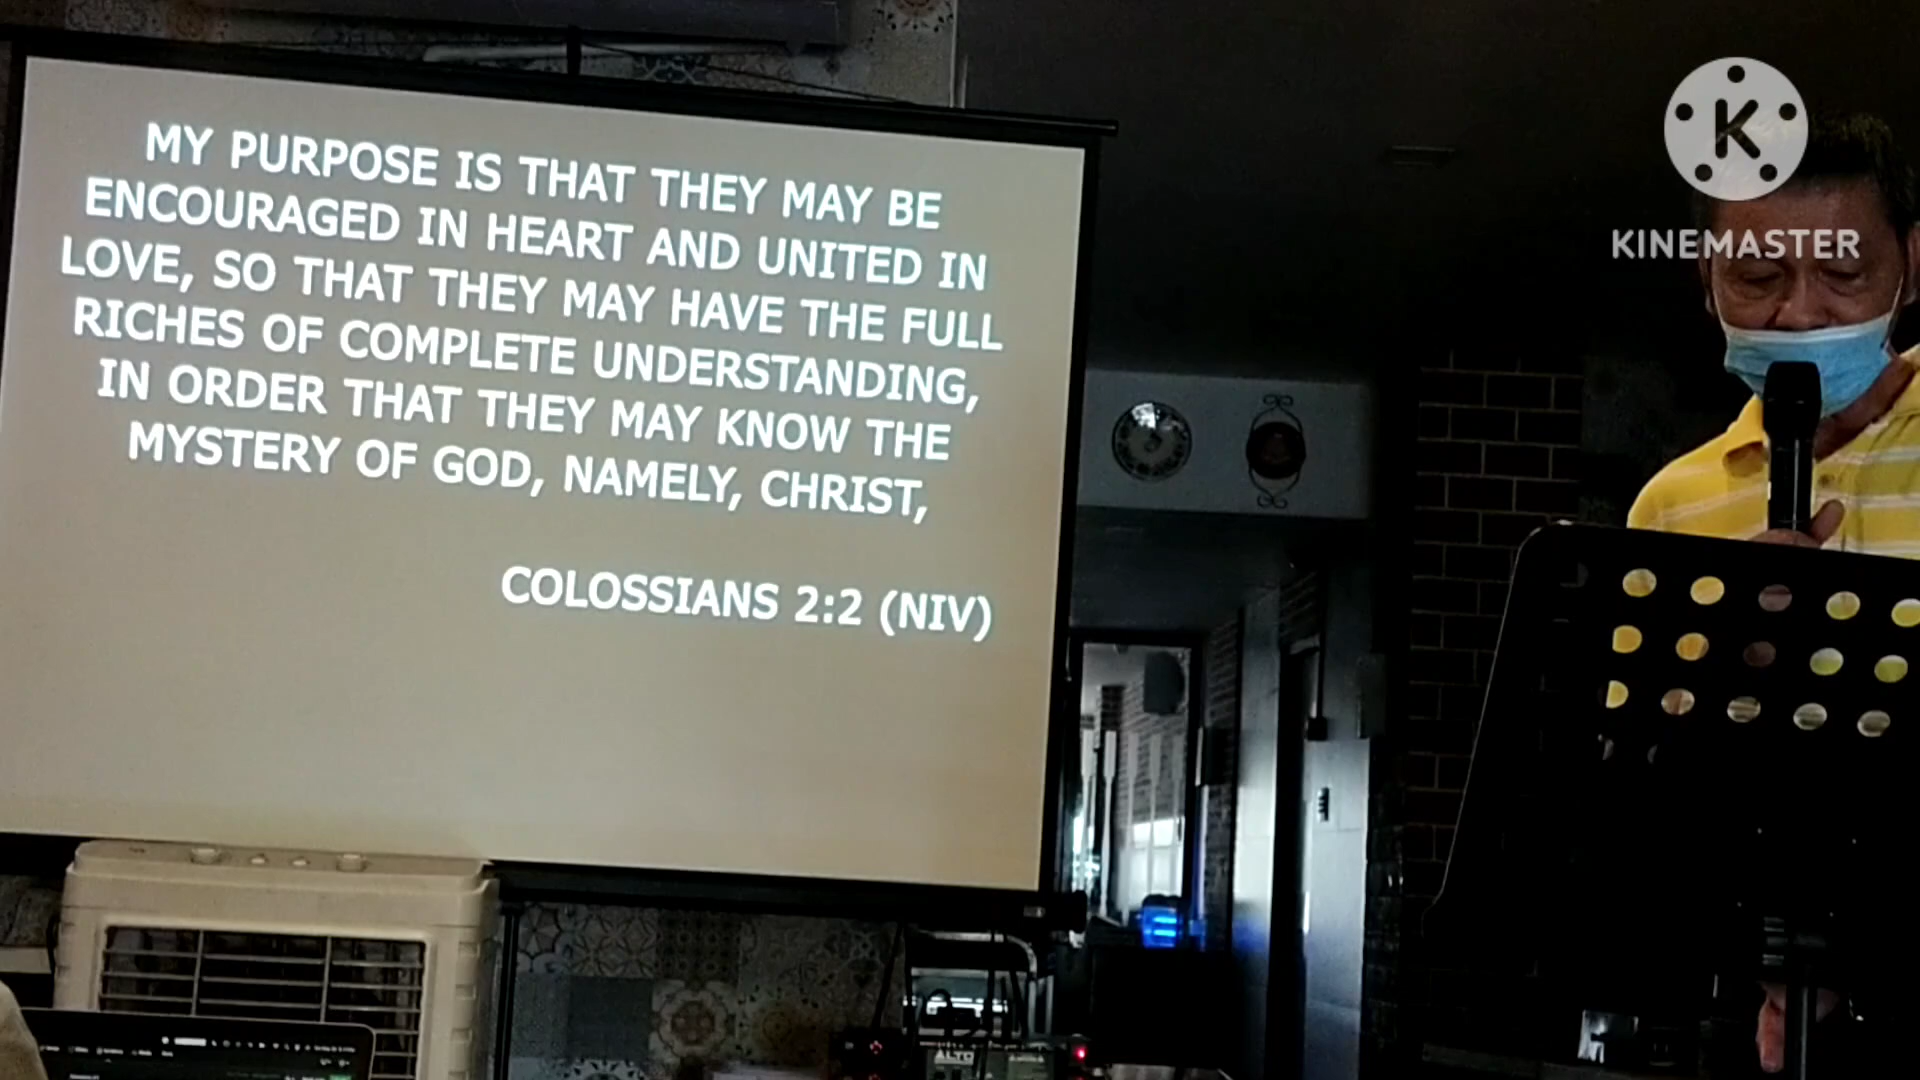 MY PURPOSE IS THAT THEY MAY BE
ENCOURAGED IN HEART AND UNITED IN
LOVE, SO THAT THEY MAY HAVE THE FULL
RICHES OF COMPLETE UNDERSTANDING,
IN ORDER THAT THEY MAY KNOW THE
MYSTERY OF GOD, NAMELY, CHRIST,
COLOSSIANS 2:2 (NIV)
K
KINEMASTER
ALTO